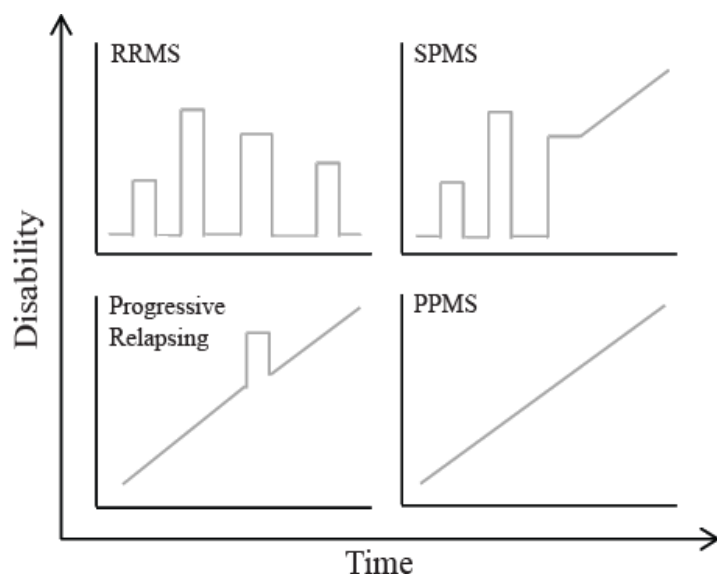 RRMS
SPMS
Disability
Progressive
Relapsing
PPMS
Time